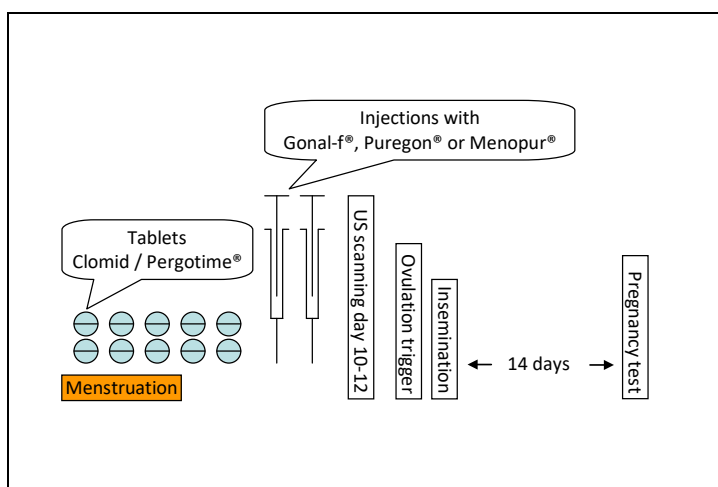 Injections with
Gonal-f®, Puregon® or Menopur®
Tablets
Clomid / Pergotime®
Menstruation
US scanning day 10-12
Ovulation trigger
Insemination
14 days
Pregnancy test